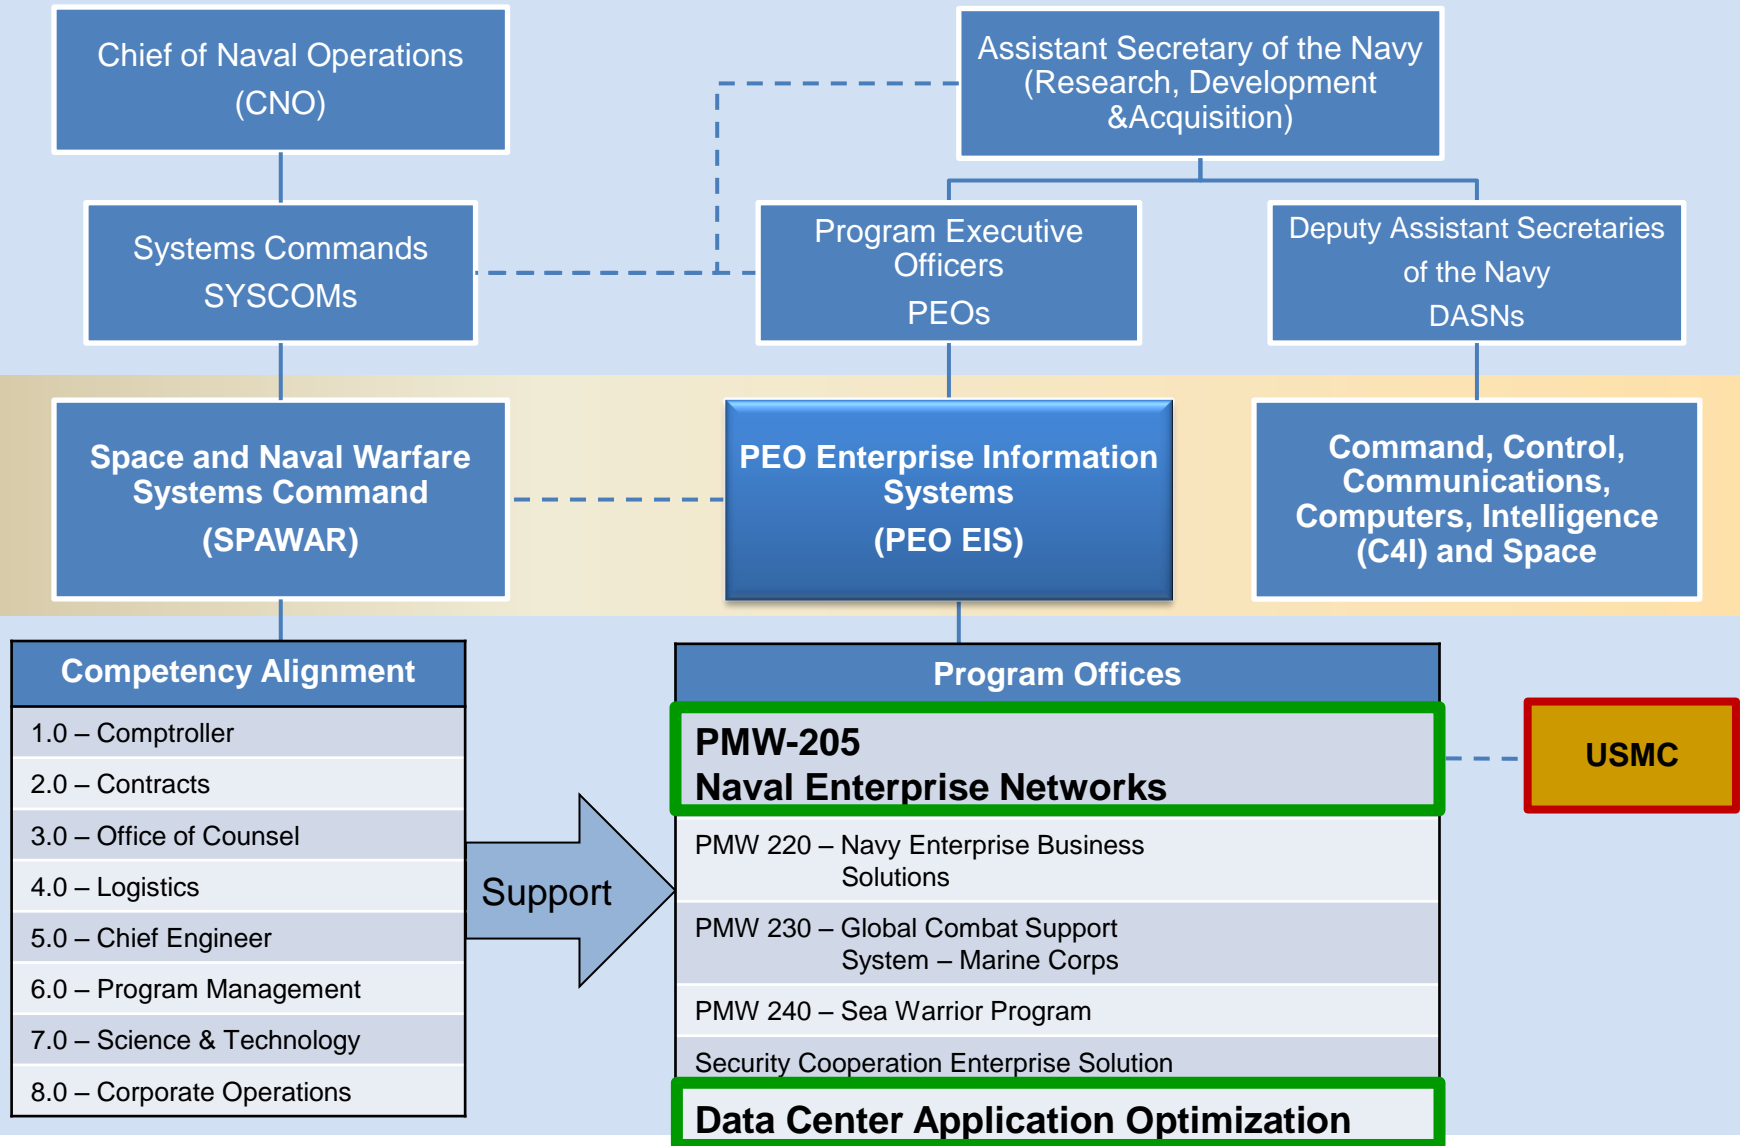 Chief of Naval Operations
(CNO)
Assistant Secretary of the Navy
(Research, Development
&Acquisition)
Systems Commands
SYSCOMs
Program Executive
Officers
PEOs
Deputy Assistant Secretaries
of the Navy
DASNs
Space and Naval Warfare
Systems Command
(SPAWAR)
PEO Enterprise Information
Systems
(PEO EIS)
Command, Control,
Communications,
Computers, Intelligence
(C4I) and Space
Competency Alignment
1.0 – Comptroller
2.0 – Contracts
3.0 – Office of Counsel
4.0 – Logistics
5.0 – Chief Engineer
6.0 – Program Management
7.0 – Science & Technology
8.0 – Corporate Operations
Support
Program Offices
PMW-205
Naval Enterprise Networks
PMW 220 – Navy Enterprise Business
Solutions
PMW 230 – Global Combat Support
System – Marine Corps
PMW 240 – Sea Warrior Program
Security Cooperation Enterprise Solution
Data Center Application Optimization
USMC